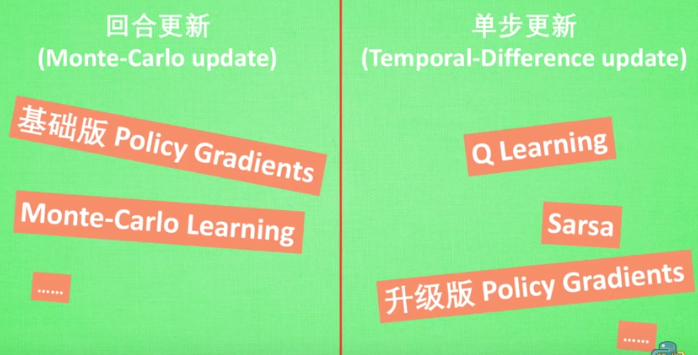 回合更新
(Monte-Carlo update)
基础版 Policy Gradients
Monte-Carlo Learning
......
单步更新
(Temporal-Difference update)
Q Learning
Sarsa
升级版 Policy Gradients
......